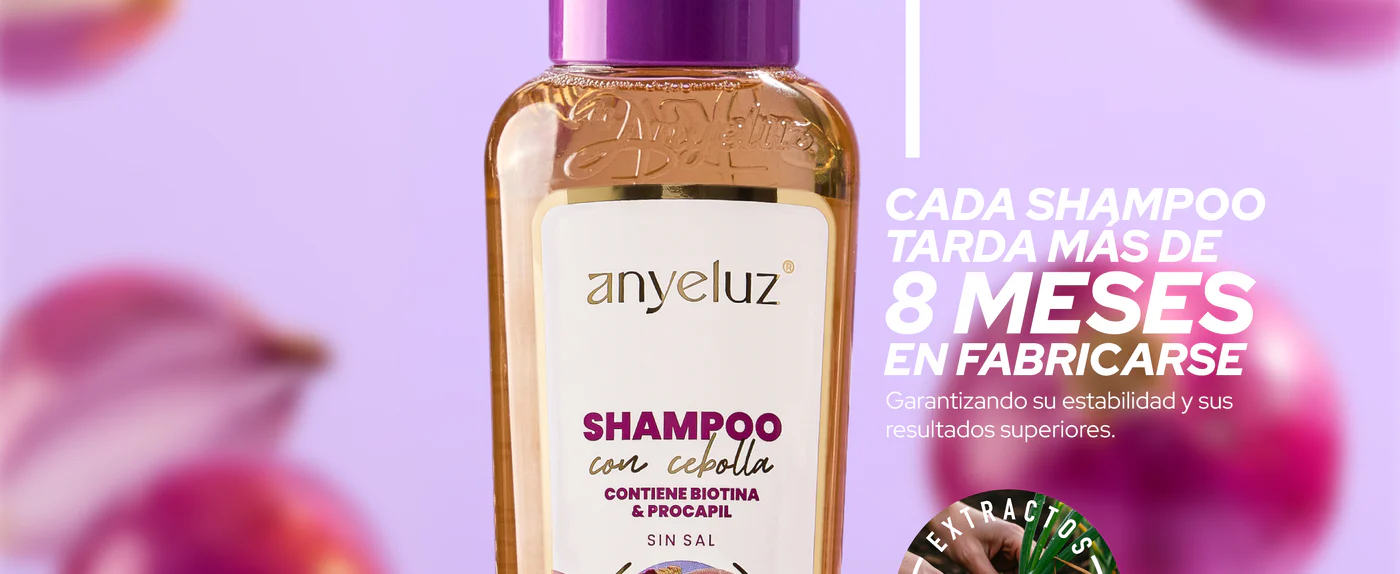 Anyeluz
anyeluz®
SHAMPOO
con cebolla
CONTIENE BIOTINA
& PROCAPIL
SIN SAL
CADA SHAMPOO
TARDA MÁS DE
8 MESES
EN FABRICARSE
Garantizando su estabilidad y sus
resultados superiores.
EXTRACTOS